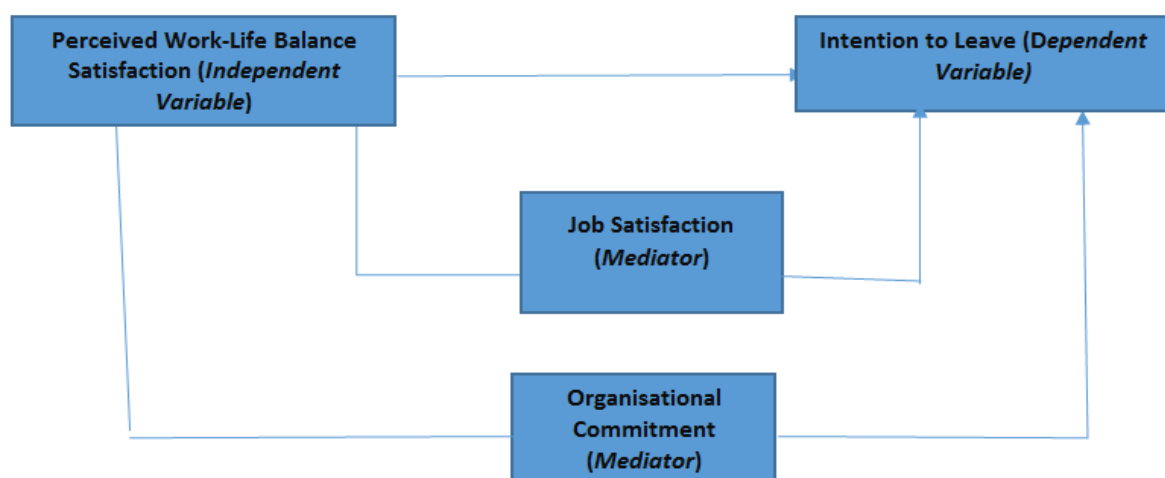 Perceived Work-Life Balance
Satisfaction (Independent
Variable)
Intention to Leave (Dependent
Variable)
Job Satisfaction
(Mediator)
Organisational
Commitment
(Mediator)